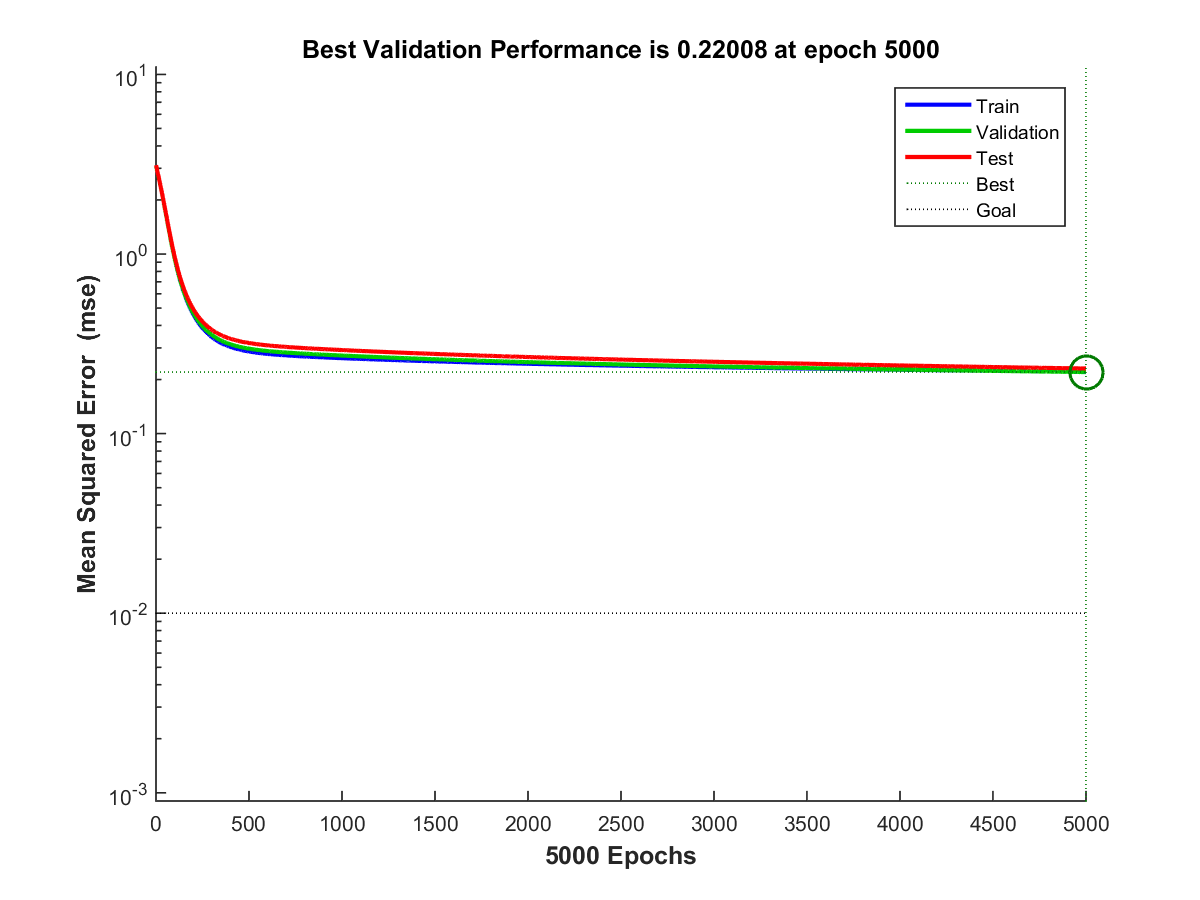 Best Validation Performance is 0.22008 at epoch 5000
Mean Squared Error (mse)
10^1
10^0
10^-1
10^-2
10^-3
Train
Validation
Test
Best
Goal
0 500 1000 1500 2000 2500 3000 3500 4000 4500 5000
5000 Epochs